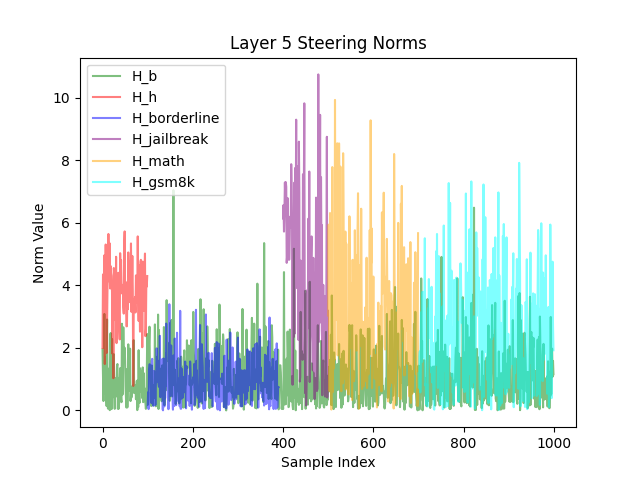 Layer 5 Steering Norms
H_b
H_h
H_borderline
H_jailbreak
H_math
H_gsm8k
Norm Value
10
8
6
4
2
0
0 200 400 600 800 1000
Sample Index